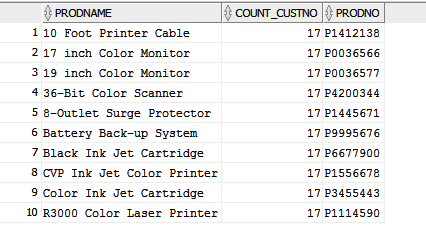 PRODNAME COUNT_CUSTNO PRODNO
1 10 Foot Printer Cable 17 P1412138
2 17 inch Color Monitor 17 P0036566
3 19 inch Color Monitor 17 P0036577
4 36-Bit Color Scanner 17 P4200344
5 8-Outlet Surge Protector 17 P1445671
6 Battery Back-up System 17 P9995676
7 Black Ink Jet Cartridge 17 P6677900
8 CVP Ink Jet Color Printer 17 P1556678
9 Color Ink Jet Cartridge 17 P3455443
10 R3000 Color Laser Printer 17 P1114590